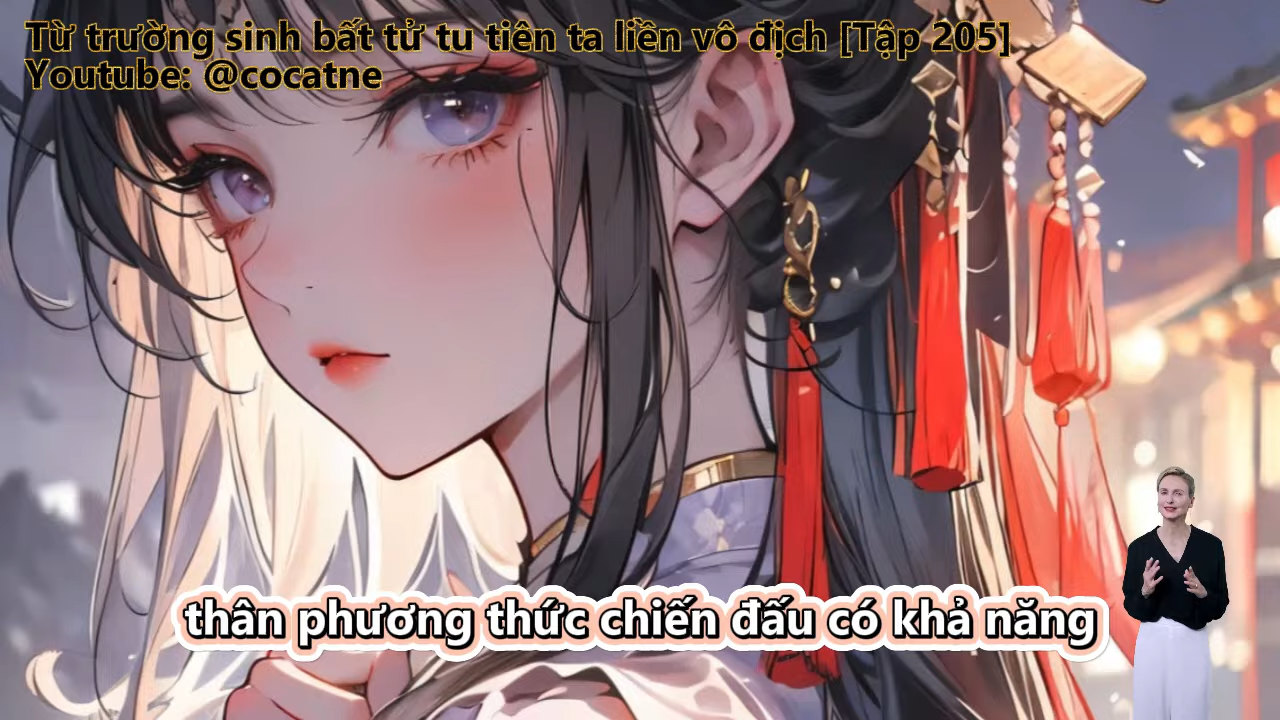 Từ trường sinh bất tử tu tiên ta liền vô địch [Tập 205]
Youtube: @cocatne
thân phương thức chiến đấu có khả năng